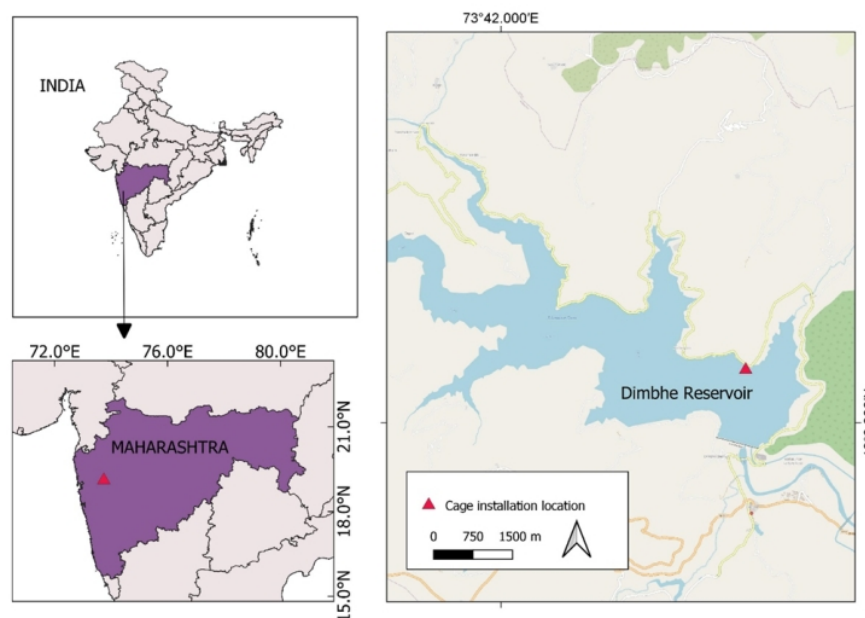 INDIA
72.0°E 76.0°E 80.0°E
MAHARASHTRA
21.0°N
18.0°N
15.0°N
73°42.000'E
Dimbhe Reservoir
Cage installation location
0 750 1500 m